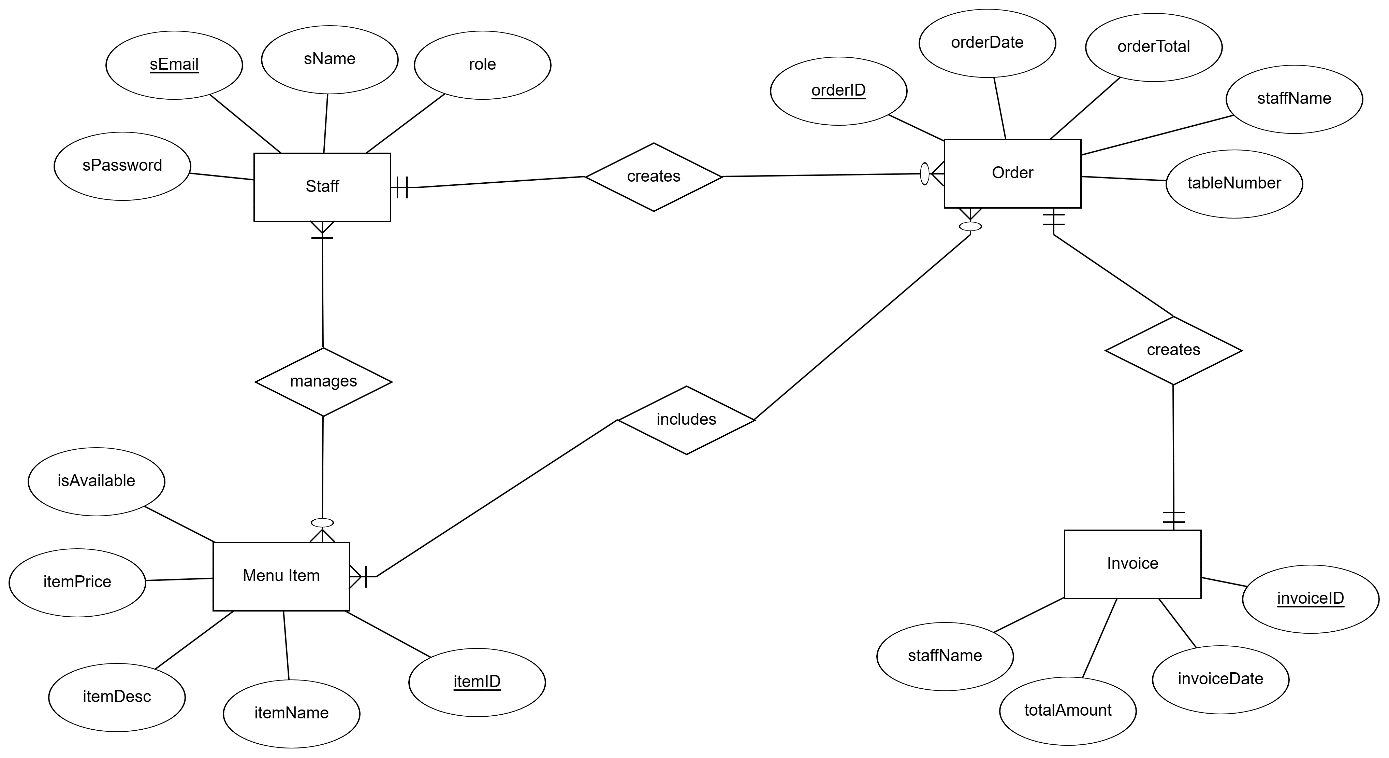 sEmail
sName
role
sPassword
Staff
creates
orderID
orderDate
orderTotal
staffName
tableNumber
Order
manages
includes
creates
isAvailable
itemPrice
itemDesc
itemName
itemID
Menu Item
Invoice
invoiceID
staffName
totalAmount
invoiceDate